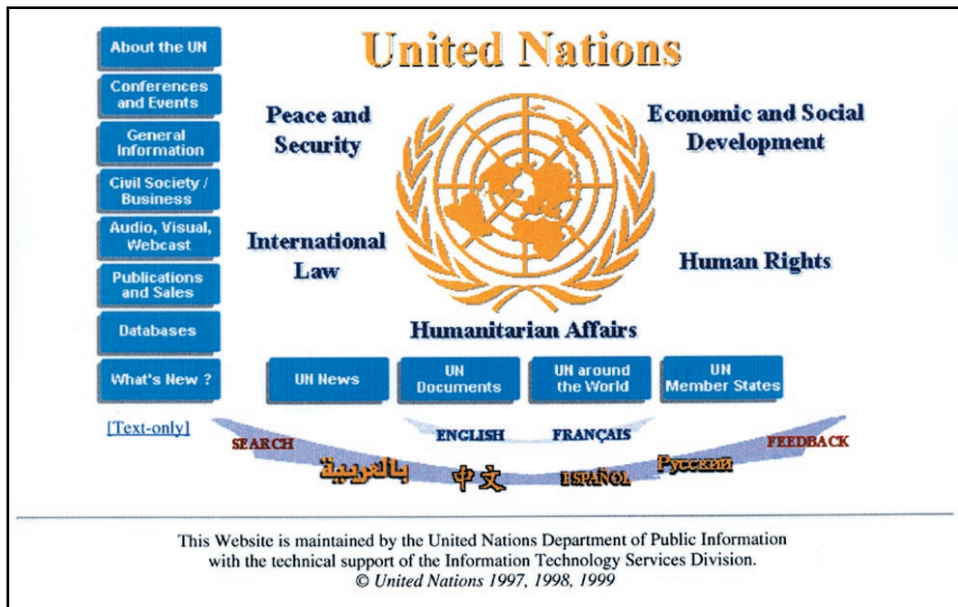 United Nations
About the UN
Conferences
and Events
General
Information
Civil Society /
Business
Audio, Visual,
Webcast
Publications
and Sales
Databases
What's New ?
Peace and
Security
Economic and Social
Development
International
Law
Human Rights
Humanitarian Affairs
UN News
UN
Documents
UN around
the World
UN
Member States
[Text-only]
SEARCH
ENGLISH
FRANÇAIS
FEEDBACK
بالعربية
中文
ESPAÑOL
Русский
This Website is maintained by the United Nations Department of Public Information
with the technical support of the Information Technology Services Division.
© United Nations 1997, 1998, 1999